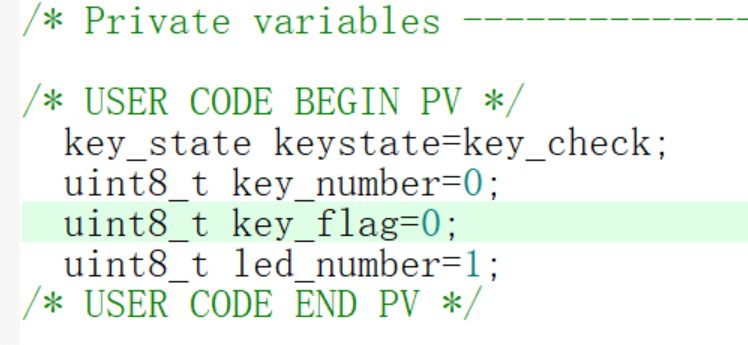 /* Private variables --------------
/* USER CODE BEGIN PV */
key_state keystate=key_check;
uint8_t key_number=0;
uint8_t key_flag=0;
uint8_t led_number=1;
/* USER CODE END PV */